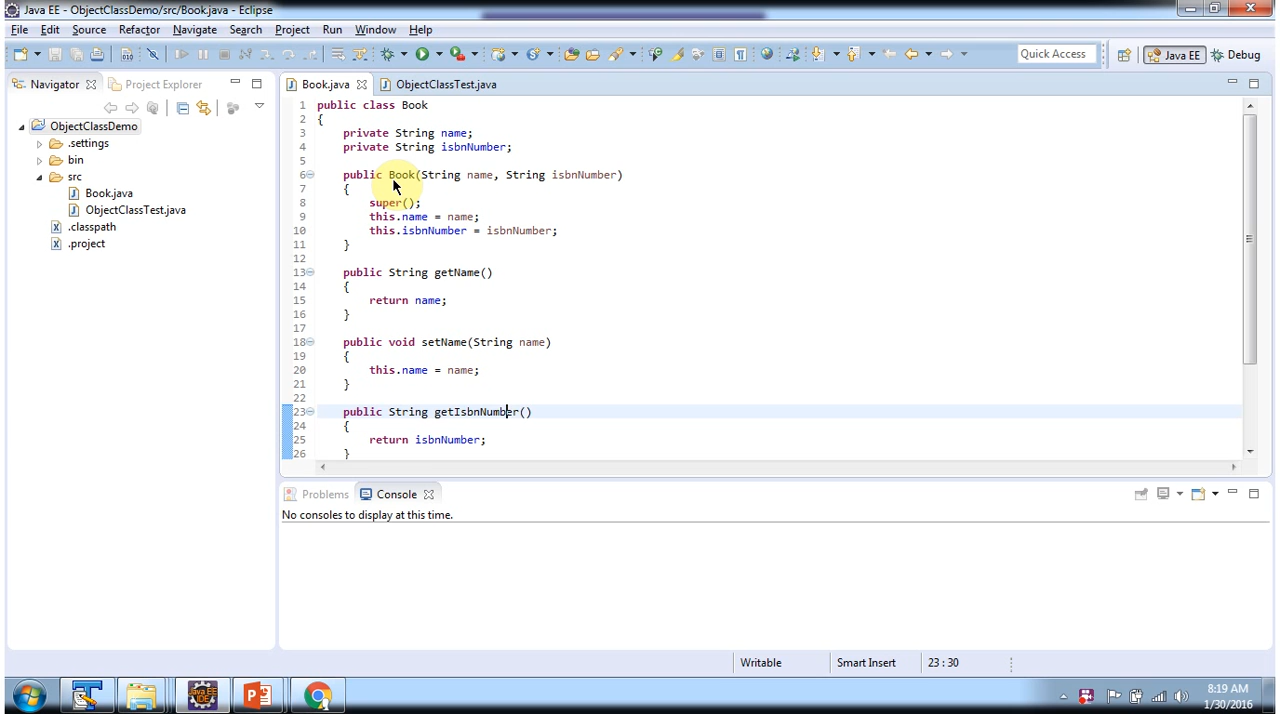 Java EE - ObjectClassDemo/src/Book.java - Eclipse
File Edit Source Refactor Navigate Search Project Run Window Help
Quick Access Java EE Debug
Navigator Project Explorer
Book.java ObjectClassTest.java
ObjectClassDemo
.settings
bin
src
Book.java
ObjectClassTest.java
.classpath
.project
1 public class Book
2 {
3 private String name;
4 private String isbnNumber;
5
6 public Book(String name, String isbnNumber)
7 {
8 super();
9 this.name = name;
10 this.isbnNumber = isbnNumber;
11 }
12
13 public String getName()
14 {
15 return name;
16 }
17
18 public void setName(String name)
19 {
20 this.name = name;
21 }
22
23 public String getIsbnNumber()
24 {
25 return isbnNumber;
26 }
Problems Console
No consoles to display at this time.
Writable Smart Insert 23 : 30
Java EE IDE
8:19 AM
1/30/2016